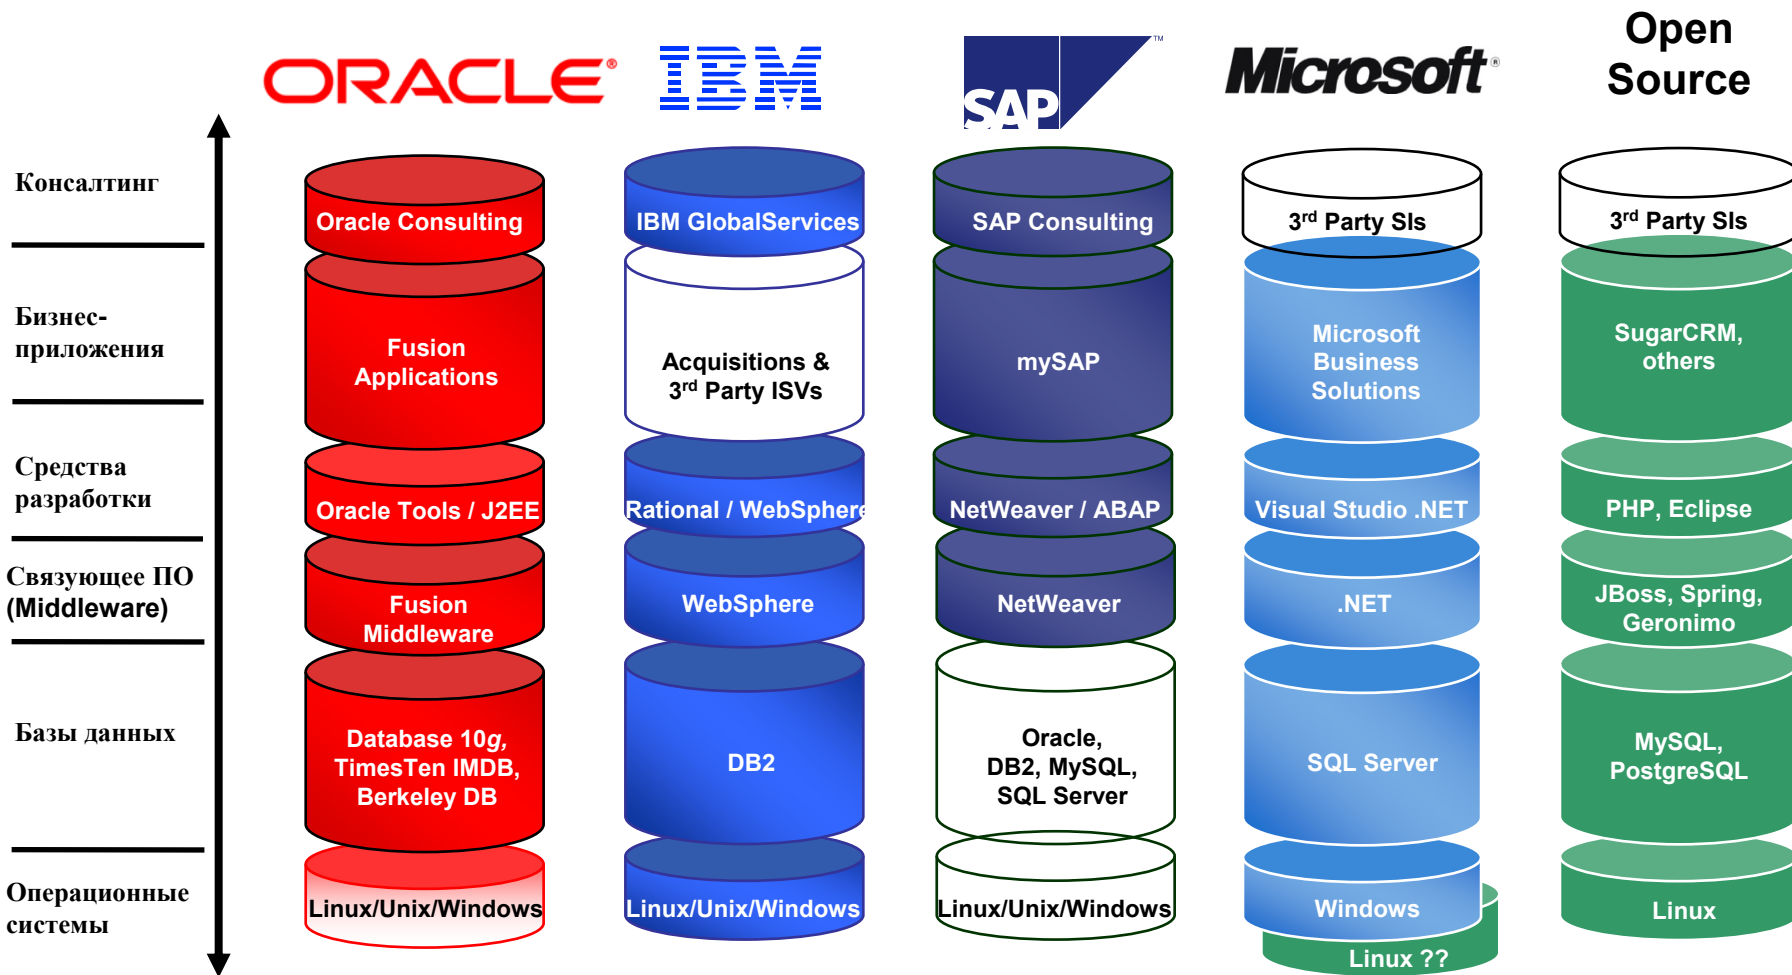 ORACLE®
IBM
SAP™
Microsoft®
Open
Source
Консалтинг
Oracle Consulting
IBM GlobalServices
SAP Consulting
3rd Party SIs
3rd Party SIs
Бизнес-
приложения
Fusion
Applications
Acquisitions &
3rd Party ISVs
mySAP
Microsoft
Business
Solutions
SugarCRM,
others
Средства
разработки
Oracle Tools / J2EE
Rational / WebSphere
NetWeaver / ABAP
Visual Studio .NET
PHP, Eclipse
Связующее ПО
(Middleware)
Fusion
Middleware
WebSphere
NetWeaver
.NET
JBoss, Spring,
Geronimo
Базы данных
Database 10g,
TimesTen IMDB,
Berkeley DB
DB2
Oracle,
DB2, MySQL,
SQL Server
SQL Server
MySQL,
PostgreSQL
Операционные
системы
Linux/Unix/Windows
Linux/Unix/Windows
Linux/Unix/Windows
Windows
Linux ??
Linux